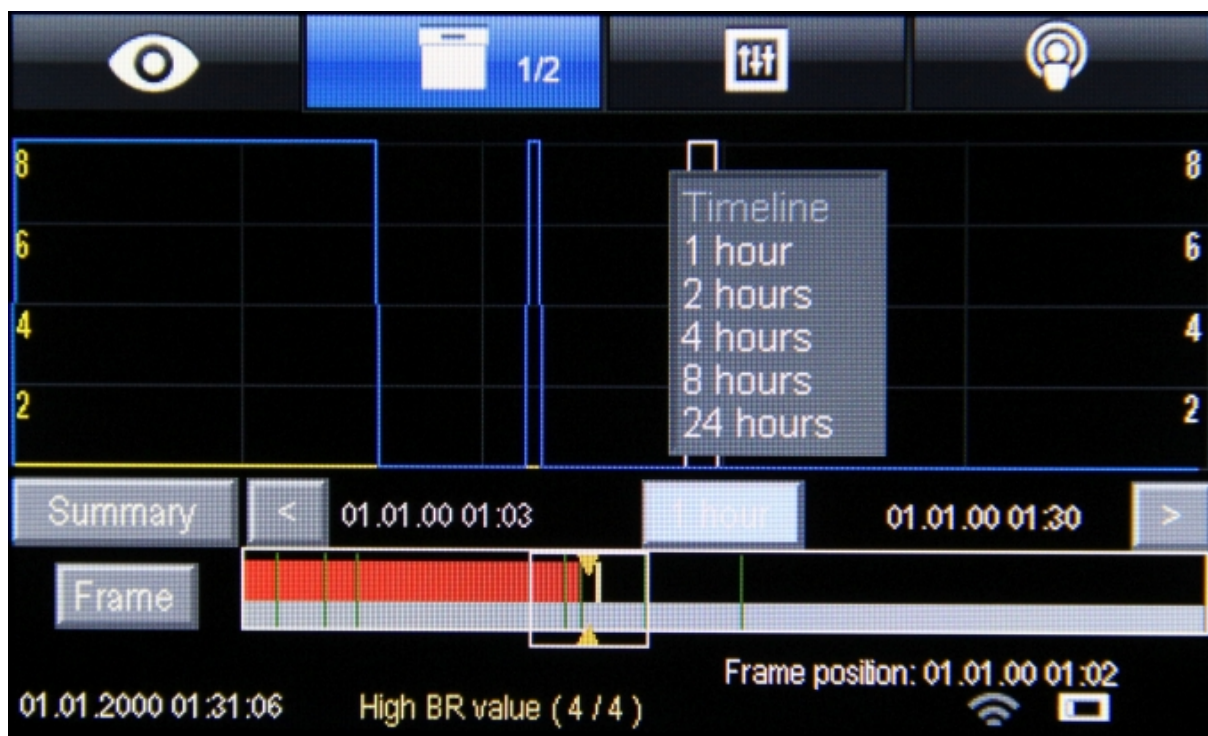 1/2
8 8
Timeline
6 1 hour 6
2 hours
4 4 hours 4
8 hours
2 24 hours 2
Summary < 01.01.00 01:03 1 hour 01.01.00 01:30 >
Frame
Frame position: 01.01.00 01:02
01.01.2000 01:31:06 High BR value ( 4 / 4 )